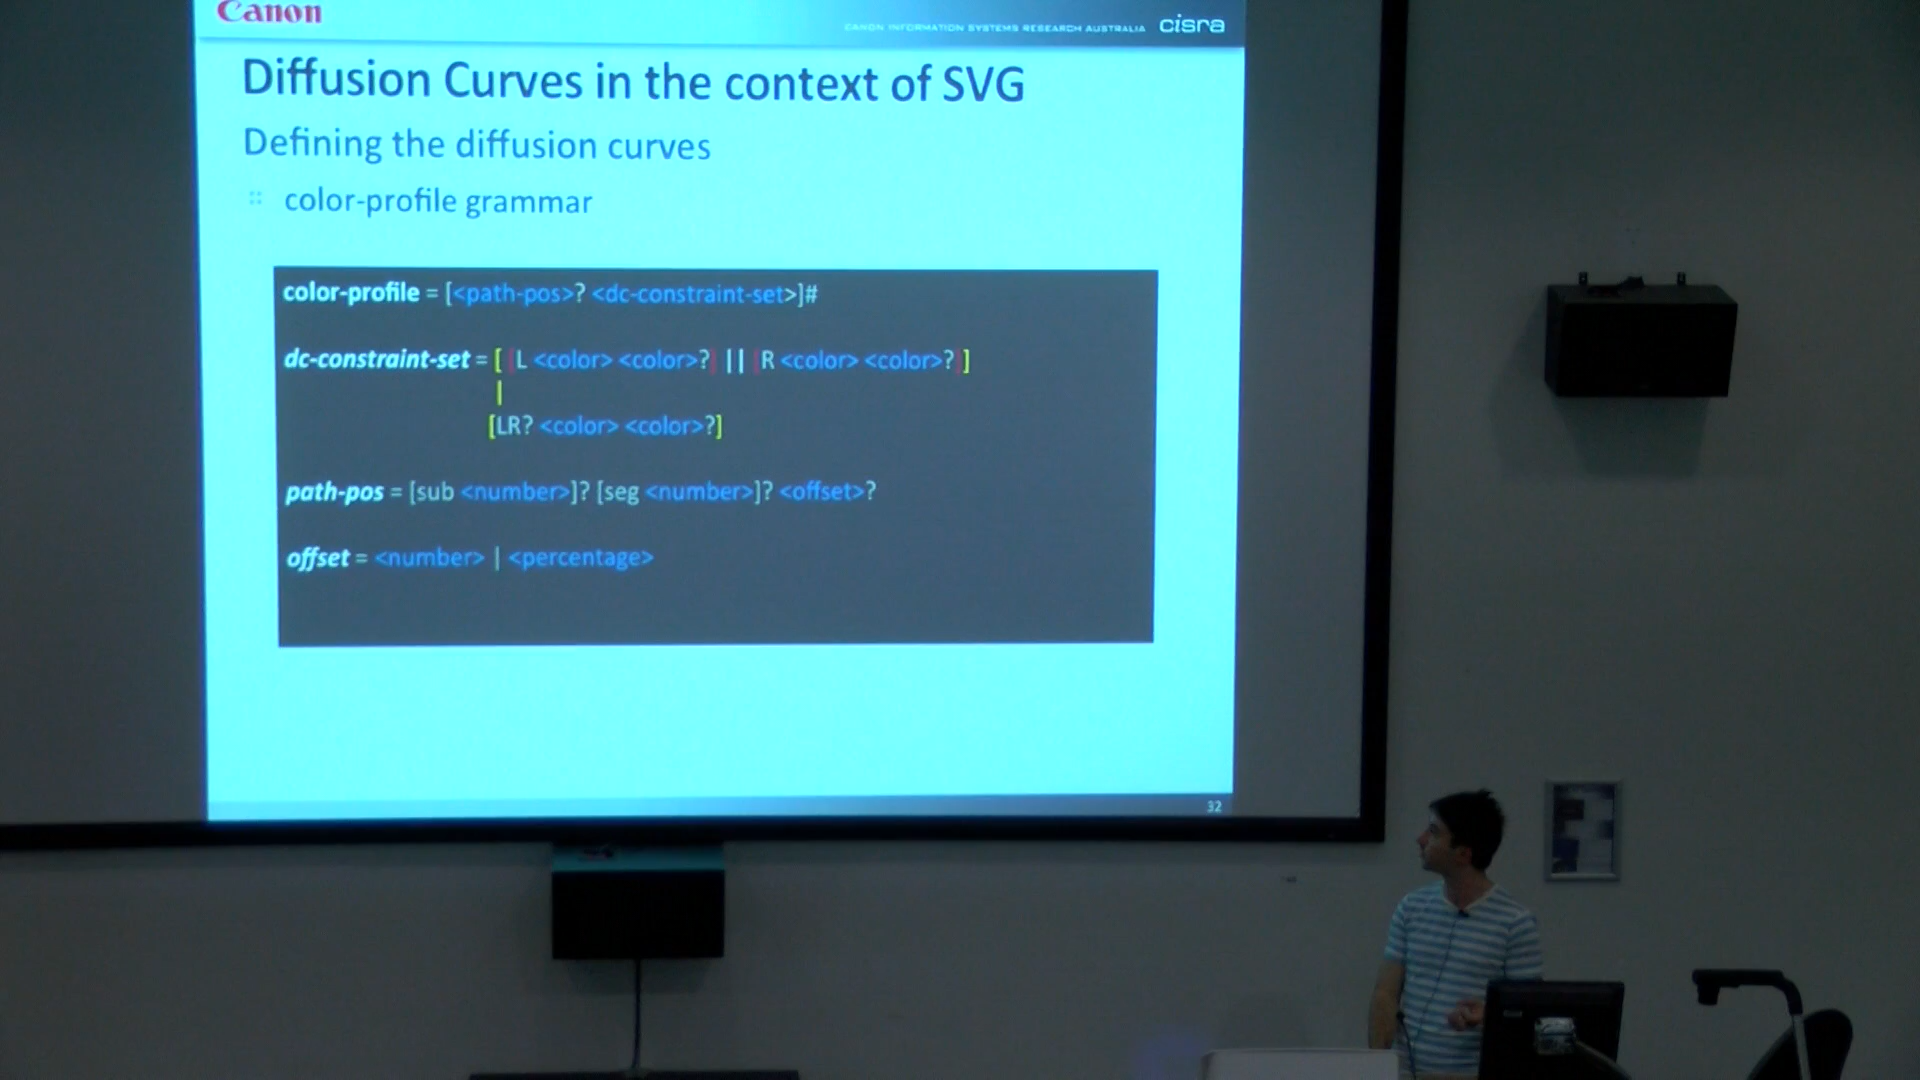 Canon
CANON INFORMATION SYSTEMS RESEARCH AUSTRALIA cisra
Diffusion Curves in the context of SVG
Defining the diffusion curves
color-profile grammar
color-profile = [<path-pos>? <dc-constraint-set>]#
dc-constraint-set = [ [L <color> <color>?] || [R <color> <color>?] ]
|
[LR? <color> <color>?]
path-pos = [sub <number>]? [seg <number>]? <offset>?
offset = <number> | <percentage>
32